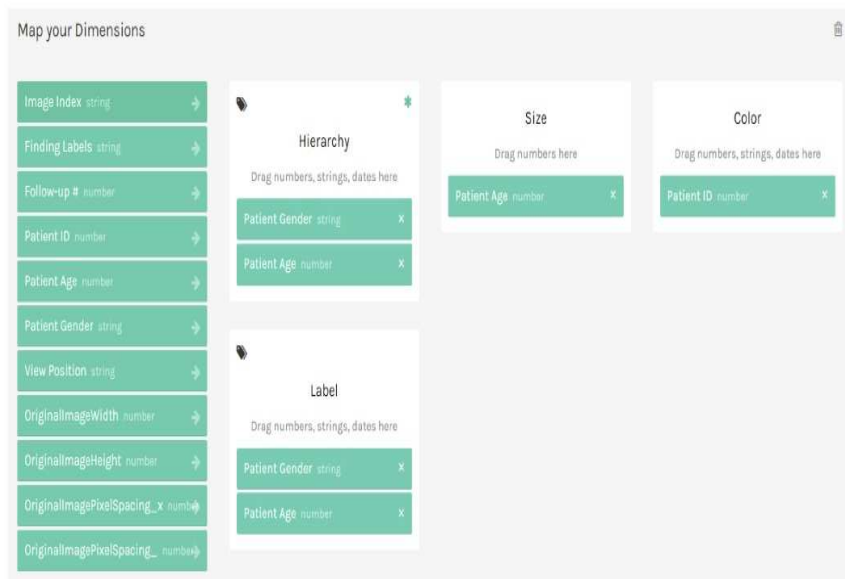 Map your Dimensions
Image Index string
Finding Labels string
Follow-up # number
Patient ID number
Patient Age number
Patient Gender string
View Position string
OriginalImageWidth number
OriginalImageHeight number
OriginalImagePixelSpacing_x number
OriginalImagePixelSpacing_ number
*
Hierarchy
Drag numbers, strings, dates here
Patient Gender string x
Patient Age number x
Label
Drag numbers, strings, dates here
Patient Gender string x
Patient Age number x
Size
Drag numbers here
Patient Age number x
Color
Drag numbers, strings, dates here
Patient ID number x